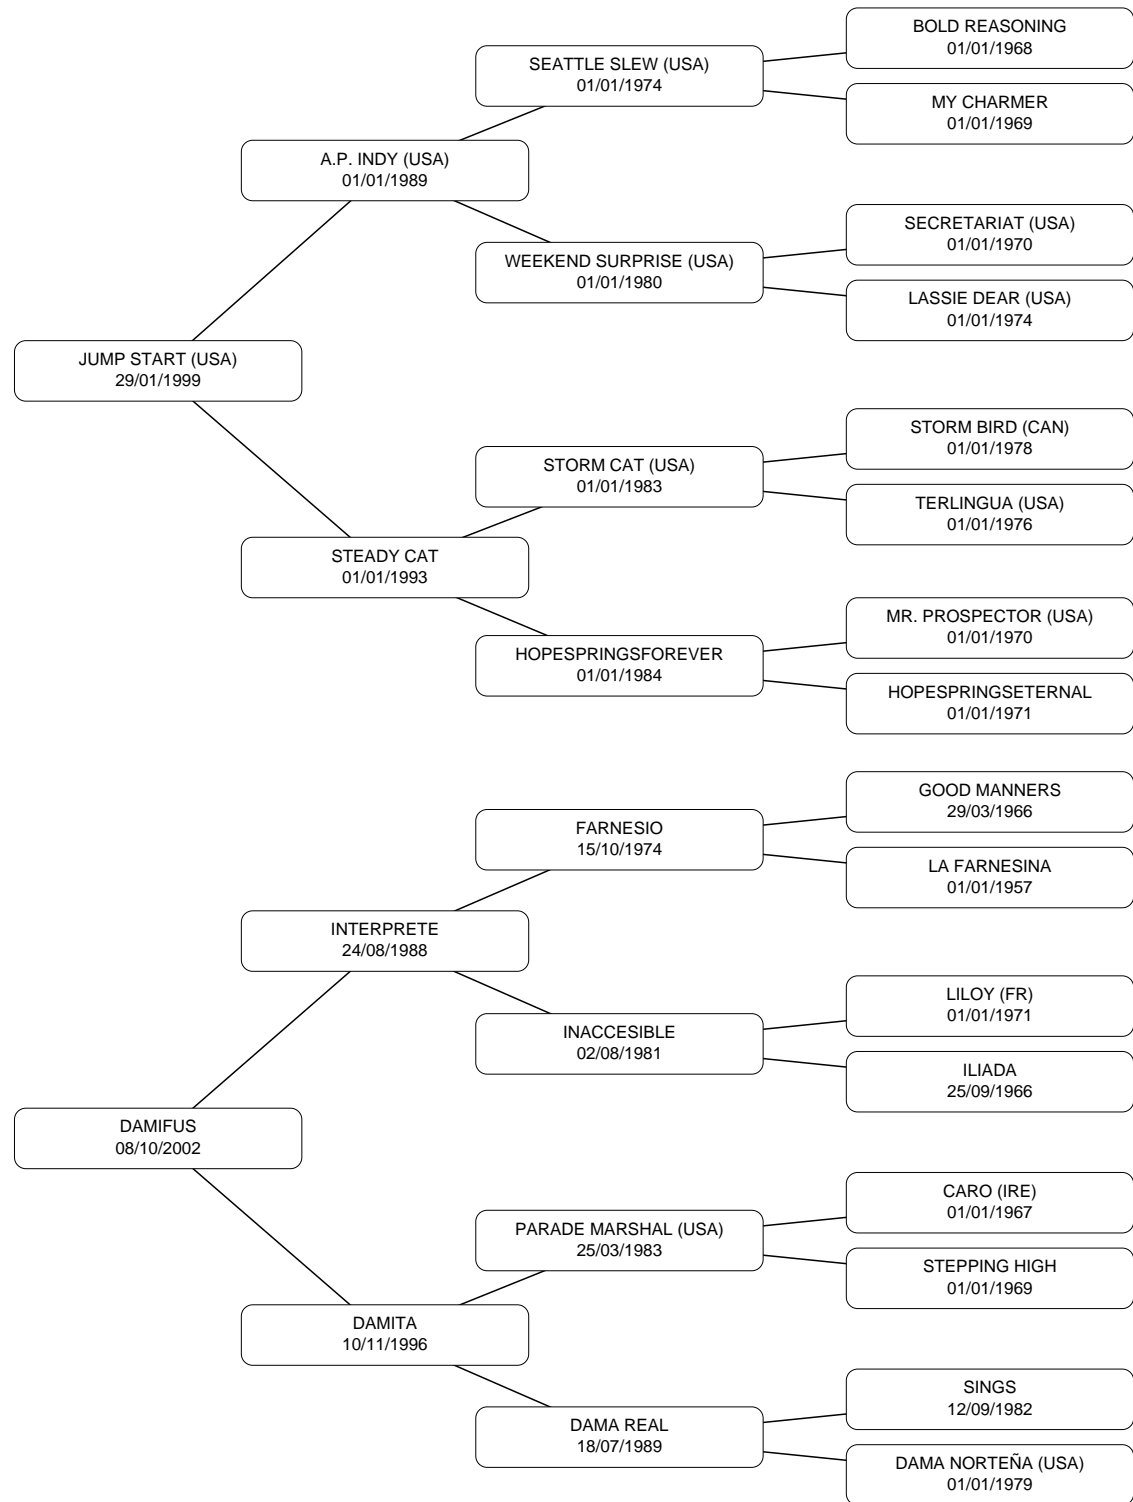 BOLD REASONING
01/01/1968
SEATTLE SLEW (USA)
01/01/1974
MY CHARMER
01/01/1969
A.P. INDY (USA)
01/01/1989
SECRETARIAT (USA)
01/01/1970
WEEKEND SURPRISE (USA)
01/01/1980
LASSIE DEAR (USA)
01/01/1974
JUMP START (USA)
29/01/1999
STORM BIRD (CAN)
01/01/1978
STORM CAT (USA)
01/01/1983
TERLINGUA (USA)
01/01/1976
STEADY CAT
01/01/1993
MR. PROSPECTOR (USA)
01/01/1970
HOPESPRINGSFOREVER
01/01/1984
HOPESPRINGSETERNAL
01/01/1971
GOOD MANNERS
29/03/1966
FARNESIO
15/10/1974
LA FARNESINA
01/01/1957
INTERPRETE
24/08/1988
LILOY (FR)
01/01/1971
INACCESIBLE
02/08/1981
ILIADA
25/09/1966
DAMIFUS
08/10/2002
CARO (IRE)
01/01/1967
PARADE MARSHAL (USA)
25/03/1983
STEPPING HIGH
01/01/1969
DAMITA
10/11/1996
SINGS
12/09/1982
DAMA REAL
18/07/1989
DAMA NORTEÑA (USA)
01/01/1979